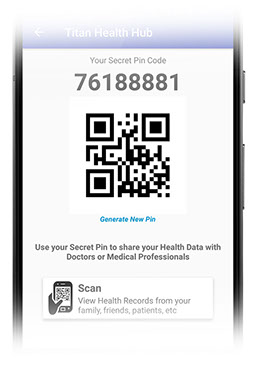 Titan Health Hub
Your Secret Pin Code
76188881
Generate New Pin
Use your Secret Pin to share your Health Data with
Doctors or Medical Professionals
Scan
View Health Records from your
family, friends, patients, etc